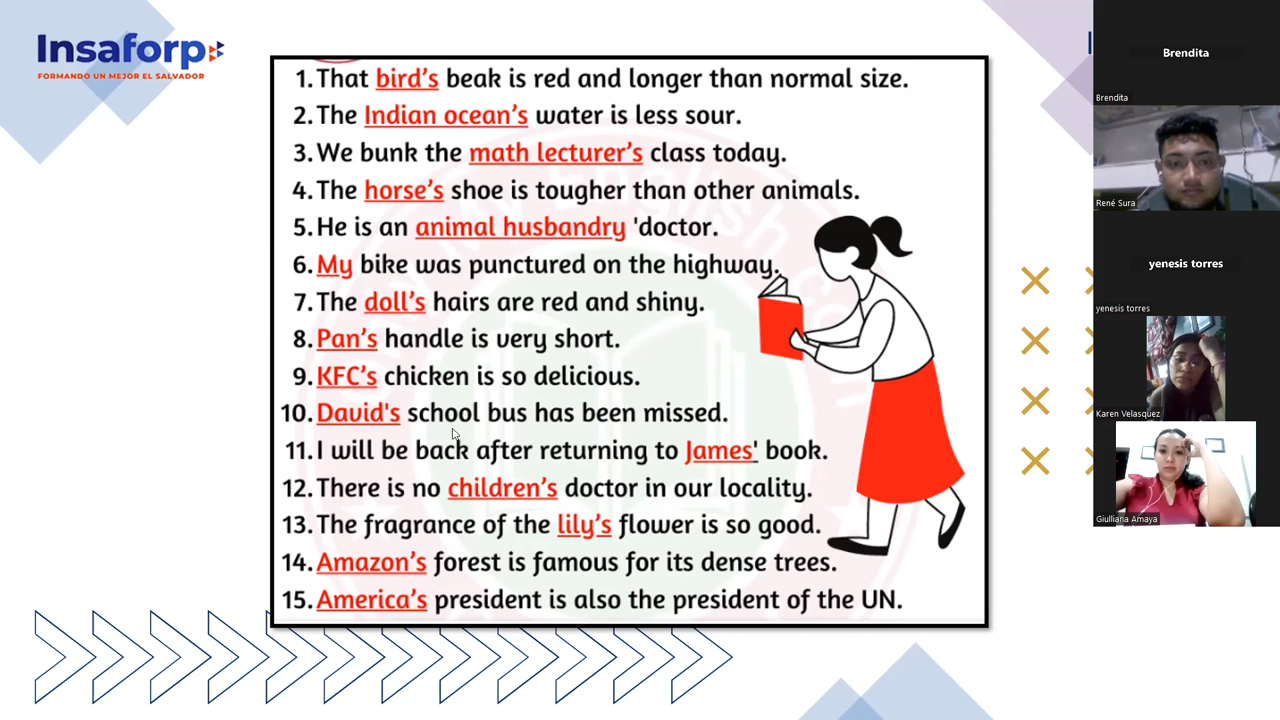 Insaforp
FORMANDO UN MEJOR EL SALVADOR
1. That bird's beak is red and longer than normal size.
2. The Indian ocean's water is less sour.
3. We bunk the math lecturer's class today.
4. The horse's shoe is tougher than other animals.
5. He is an animal husbandry 'doctor.
6. My bike was punctured on the highway.
7. The doll's hairs are red and shiny.
8. Pan's handle is very short.
9. KFC's chicken is so delicious.
10. David's school bus has been missed.
11. I will be back after returning to James' book.
12. There is no children's doctor in our locality.
13. The fragrance of the lily's flower is so good.
14. Amazon's forest is famous for its dense trees.
15. America's president is also the president of the UN.
Brendita
Brendita
René Sura
yenesis torres
yenesis torres
Karen Velasquez
Giulliana Amaya